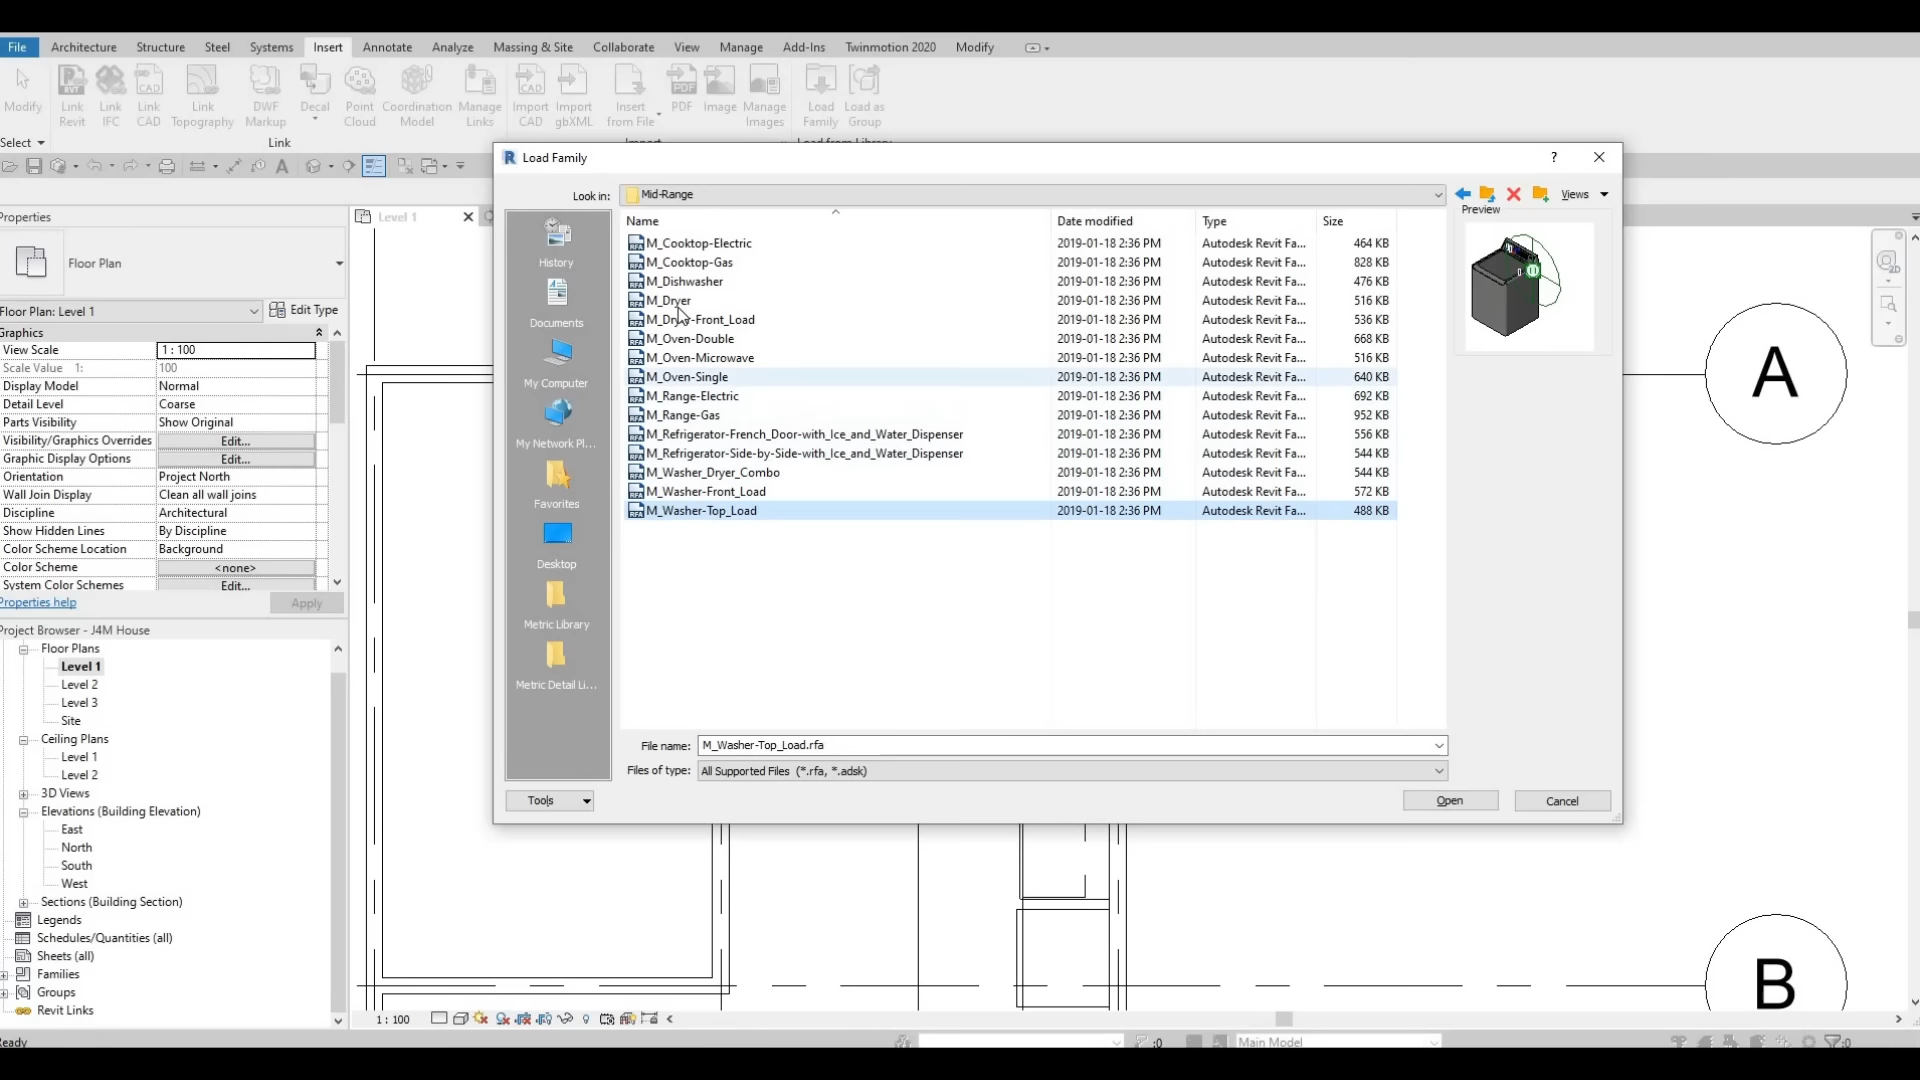 File Architecture Structure Steel Systems Insert Annotate Analyze Massing & Site Collaborate View Manage Add-Ins Twinmotion 2020 Modify
Modify
Link Revit
Link IFC
Link CAD
Link Topography
DWF Markup
Decal
Point Cloud
Coordination Model
Manage Links
Import CAD
Import gbXML
Insert from File
PDF
Image
Manage Images
Load Family
Load as Group
Select
Link
Load Family
?
Look in: Mid-Range
Views
Preview
Properties
Level 1
Floor Plan
Floor Plan: Level 1
Edit Type
Graphics
View Scale 1 : 100
Scale Value 1: 100
Display Model Normal
Detail Level Coarse
Parts Visibility Show Original
Visibility/Graphics Overrides Edit...
Graphic Display Options Edit...
Orientation Project North
Wall Join Display Clean all wall joins
Discipline Architectural
Show Hidden Lines By Discipline
Color Scheme Location Background
Color Scheme <none>
System Color Schemes Edit...
Properties help
Apply
Project Browser - J4M House
Floor Plans
Level 1
Level 2
Level 3
Site
Ceiling Plans
Level 1
Level 2
3D Views
Elevations (Building Elevation)
East
North
South
West
Sections (Building Section)
Legends
Schedules/Quantities (all)
Sheets (all)
Families
Groups
Revit Links
History
Documents
My Computer
My Network Pl...
Favorites
Desktop
Metric Library
Metric Detail Li...
Name Date modified Type Size
M_Cooktop-Electric 2019-01-18 2:36 PM Autodesk Revit Fa... 464 KB
M_Cooktop-Gas 2019-01-18 2:36 PM Autodesk Revit Fa... 828 KB
M_Dishwasher 2019-01-18 2:36 PM Autodesk Revit Fa... 476 KB
M_Dryer 2019-01-18 2:36 PM Autodesk Revit Fa... 516 KB
M_Dryer-Front_Load 2019-01-18 2:36 PM Autodesk Revit Fa... 536 KB
M_Oven-Double 2019-01-18 2:36 PM Autodesk Revit Fa... 668 KB
M_Oven-Microwave 2019-01-18 2:36 PM Autodesk Revit Fa... 516 KB
M_Oven-Single 2019-01-18 2:36 PM Autodesk Revit Fa... 640 KB
M_Range-Electric 2019-01-18 2:36 PM Autodesk Revit Fa... 692 KB
M_Range-Gas 2019-01-18 2:36 PM Autodesk Revit Fa... 952 KB
M_Refrigerator-French_Door-with_Ice_and_Water_Dispenser 2019-01-18 2:36 PM Autodesk Revit Fa... 556 KB
M_Refrigerator-Side-by-Side-with_Ice_and_Water_Dispenser 2019-01-18 2:36 PM Autodesk Revit Fa... 544 KB
M_Washer_Dryer_Combo 2019-01-18 2:36 PM Autodesk Revit Fa... 544 KB
M_Washer-Front_Load 2019-01-18 2:36 PM Autodesk Revit Fa... 572 KB
M_Washer-Top_Load 2019-01-18 2:36 PM Autodesk Revit Fa... 488 KB
File name: M_Washer-Top_Load.rfa
Files of type: All Supported Files (*.rfa, *.adsk)
Tools
Open
Cancel
A
B
1 : 100
Ready
:0
Main Model
:0